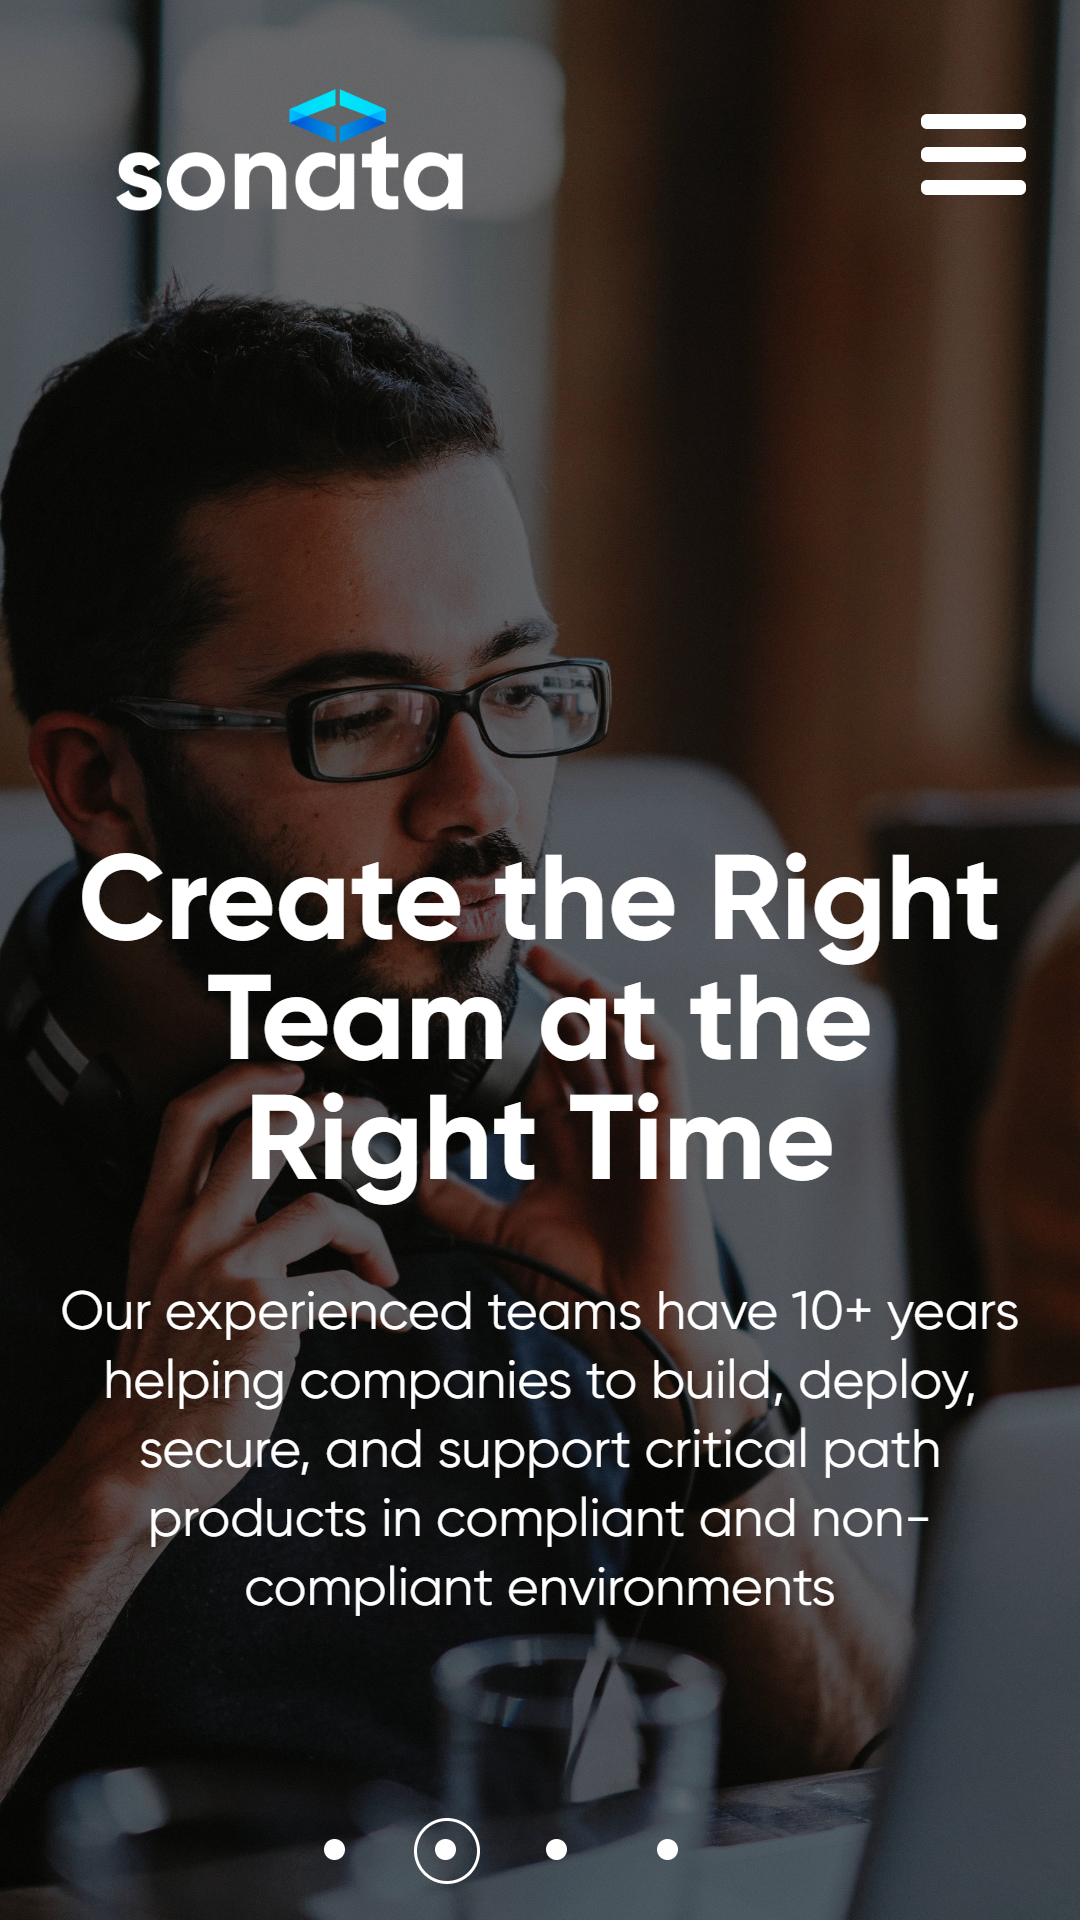 sonata
Create the Right
Team at the
Right Time
Our experienced teams have 10+ years
helping companies to build, deploy,
secure, and support critical path
products in compliant and non-
compliant environments